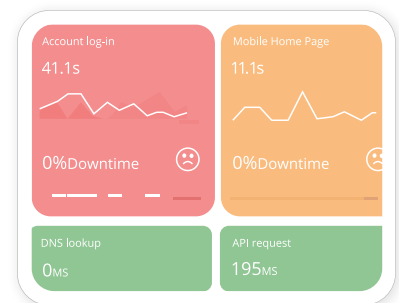 Account log-in
41.1s
0%Downtime
Mobile Home Page
11.1s
0%Downtime
DNS lookup
0MS
API request
195MS